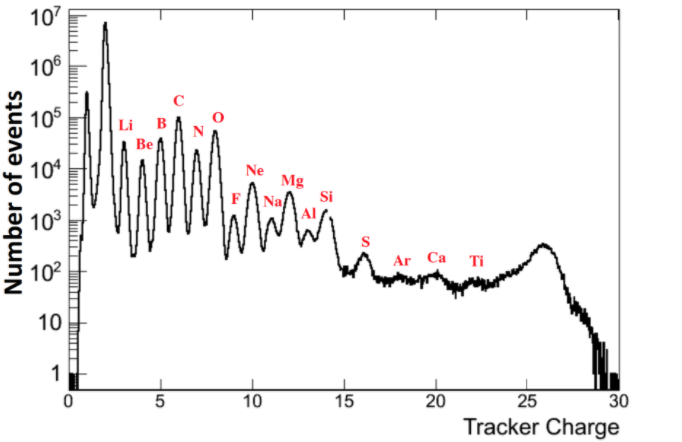 10⁷
10⁶
10⁵
10⁴
10³
10²
10
1
Number of events
Li
Be
B
C
N
O
F
Ne
Na
Mg
Al
Si
S
Ar
Ca
Ti
0 5 10 15 20 25 30
Tracker Charge